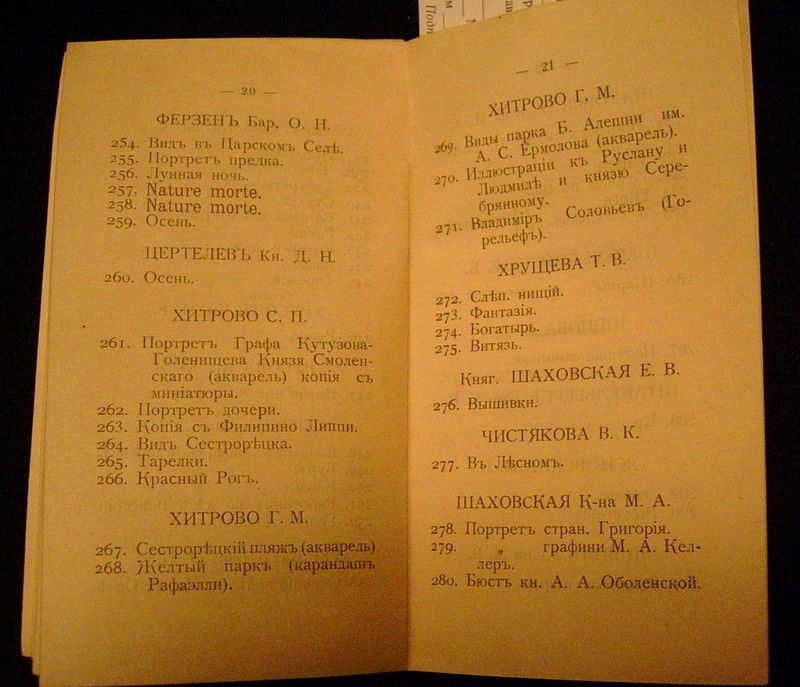 — 20 —
ФЕРЗЕНЪ Бар. О. Н.
254. Видъ въ Царскомъ Селѣ.
255. Портретъ предка.
256. Лунная ночь.
257. Nature morte.
258. Nature morte.
259. Осень.
ЦЕРТЕЛЕВЪ Кн. Д. Н.
260. Осень.
ХИТРОВО С. П.
261. Портретъ Графа Кутузова-
Голенищева Князя Смолен-
скаго (акварель) копія съ
миніатюры.
262. Портретъ дочери.
263. Копія съ Филипино Липпи.
264. Видъ Сестрорѣцка.
265. Тарелки.
266. Красный Рогъ.
ХИТРОВО Г. М.
267. Сестрорѣцкій пляжъ (акварель)
268. Желтый паркъ (карандашъ
Рафаэлли).
— 21 —
ХИТРОВО Г. М.
269. Виды парка Б. Алешни им.
А. С. Ермолова (акварель).
270. Иллюстраціи къ Руслану и
Людмилѣ и князю Сере-
брянному.
271. Владиміръ Соловьевъ (Го-
рельефъ).
ХРУЩЕВА Т. В.
272. Слѣп. нищій.
273. Фантазія.
274. Богатырь.
275. Витязь.
Княг. ШАХОВСКАЯ Е. В.
276. Вышивки.
ЧИСТЯКОВА В. К.
277. Въ Лѣсномъ.
ШАХОВСКАЯ К-на М. А.
278. Портретъ стран. Григорія.
279. „ графини М. А. Кел-
леръ.
280. Бюстъ кн. А. А. Оболенской.